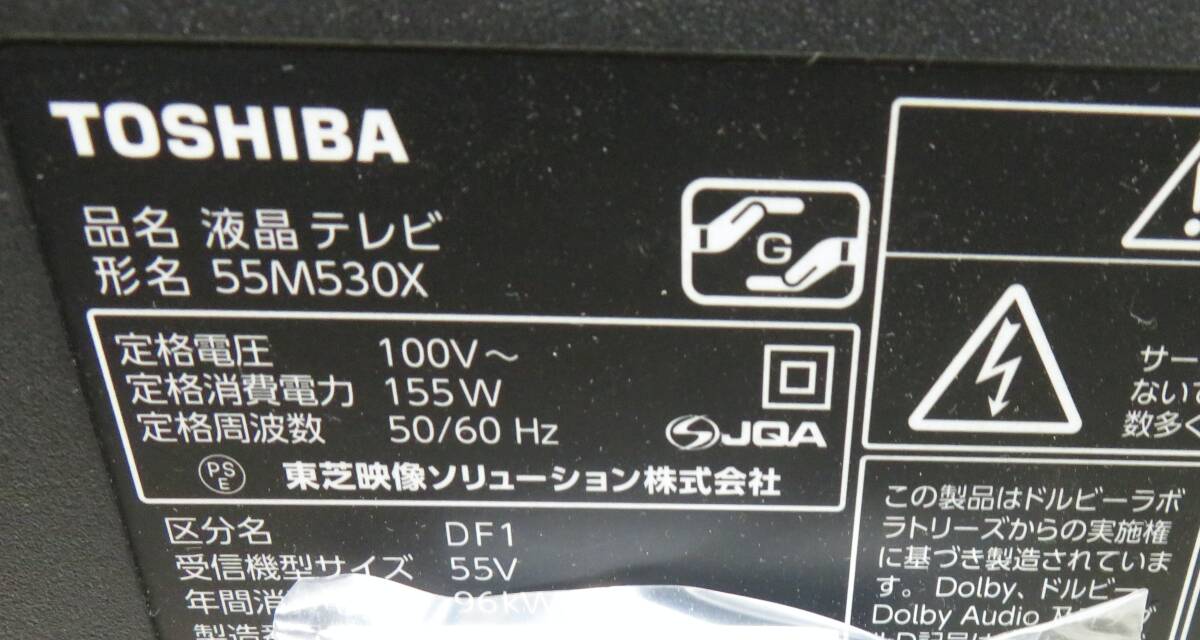 TOSHIBA
品名 液晶テレビ
形名 55M530X
G
定格電圧 100V～
定格消費電力 155W
定格周波数 50/60 Hz
JQA
PS
E
東芝映像ソリューション株式会社
区分名 DF1
受信機型サイズ 55V
年間消 96kW
製造
サー
ない
数多く
この製品はドルビーラボ
ラトリーズからの実施権
に基づき製造されていま
す。Dolby、ドルビー
Dolby Audio 及